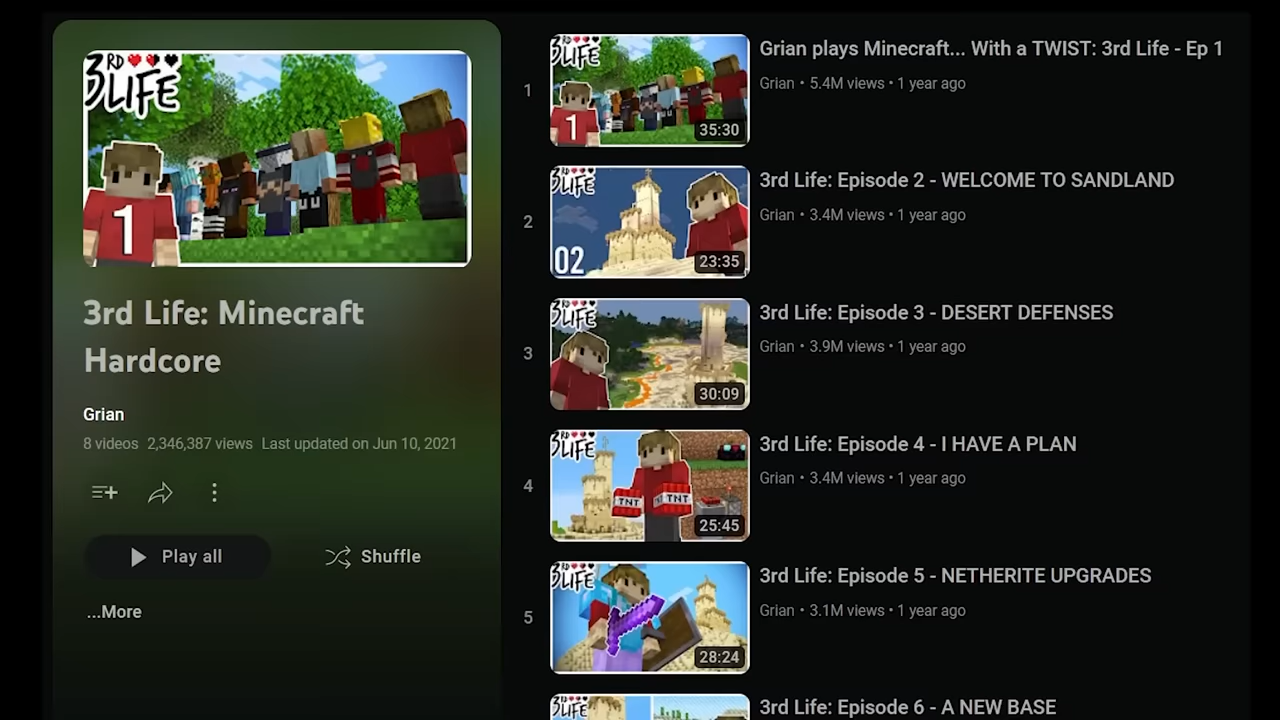 3RD LIFE
1
3rd Life: Minecraft
Hardcore
Grian
8 videos 2,346,387 views Last updated on Jun 10, 2021
Play all
Shuffle
...More
1
3RD LIFE
1
35:30
Grian plays Minecraft... With a TWIST: 3rd Life - Ep 1
Grian • 5.4M views • 1 year ago
2
3RD LIFE
02
23:35
3rd Life: Episode 2 - WELCOME TO SANDLAND
Grian • 3.4M views • 1 year ago
3
3RD LIFE
30:09
3rd Life: Episode 3 - DESERT DEFENSES
Grian • 3.9M views • 1 year ago
4
3RD LIFE
TNT
TNT
25:45
3rd Life: Episode 4 - I HAVE A PLAN
Grian • 3.4M views • 1 year ago
5
3RD LIFE
28:24
3rd Life: Episode 5 - NETHERITE UPGRADES
Grian • 3.1M views • 1 year ago
3RD LIFE
3rd Life: Episode 6 - A NEW BASE